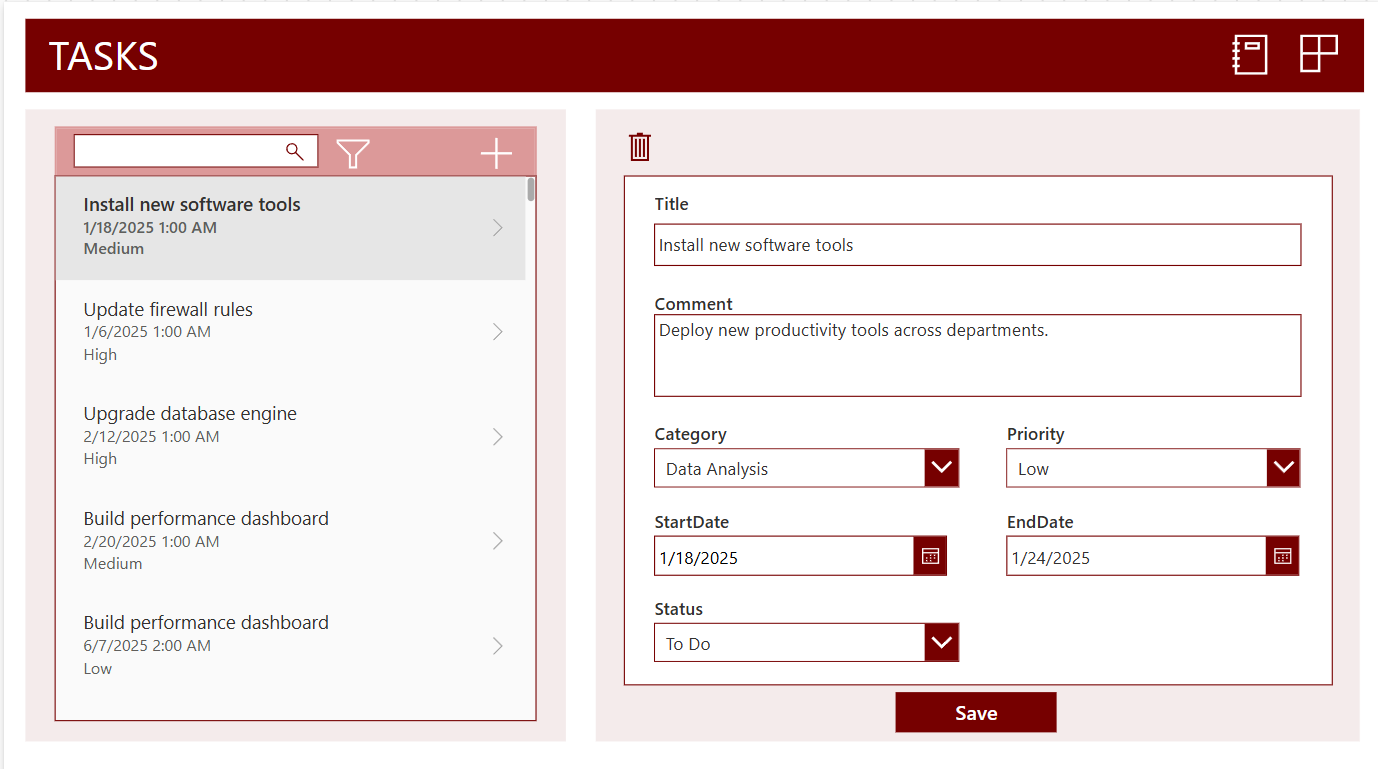 TASKS
Install new software tools
1/18/2025 1:00 AM
Medium
Update firewall rules
1/6/2025 1:00 AM
High
Upgrade database engine
2/12/2025 1:00 AM
High
Build performance dashboard
2/20/2025 1:00 AM
Medium
Build performance dashboard
6/7/2025 2:00 AM
Low
Title
Install new software tools
Comment
Deploy new productivity tools across departments.
Category
Priority
Data Analysis
Low
StartDate
EndDate
1/18/2025
1/24/2025
Status
To Do
Save